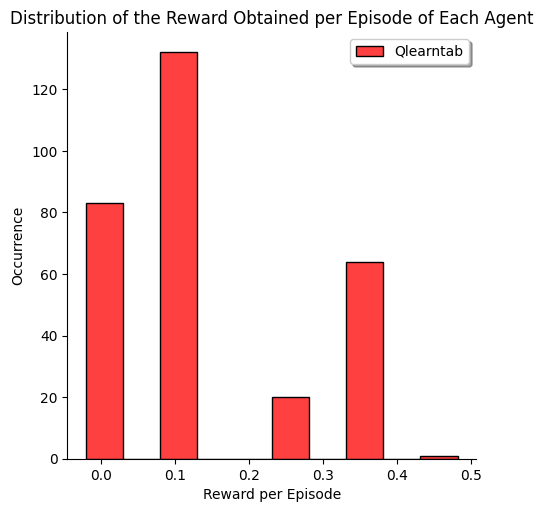 Distribution of the Reward Obtained per Episode of Each Agent
Qlearntab
Occurrence
120
100
80
60
40
20
0
0.0 0.1 0.2 0.3 0.4 0.5
Reward per Episode